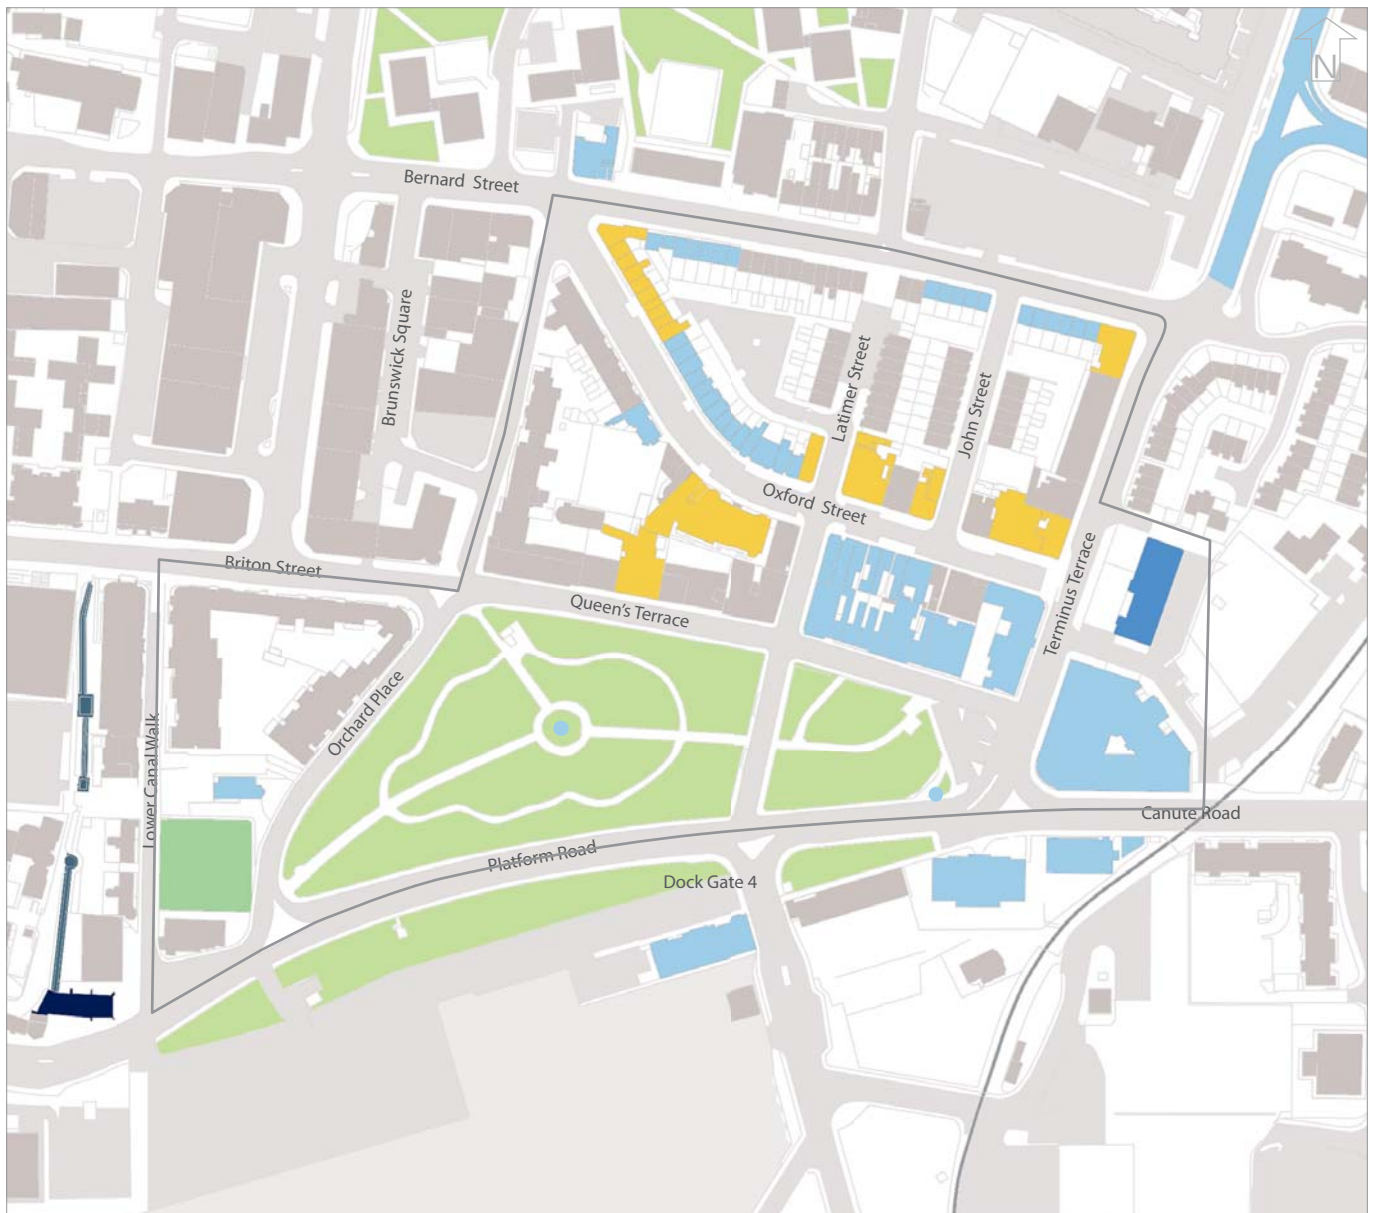 N
Bernard Street
Brunswick Square
Latimer Street
John Street
Oxford Street
Terminus Terrace
Briton Street
Queen's Terrace
Orchard Place
Lower Canal Walk
Canute Road
Platform Road
Dock Gate 4